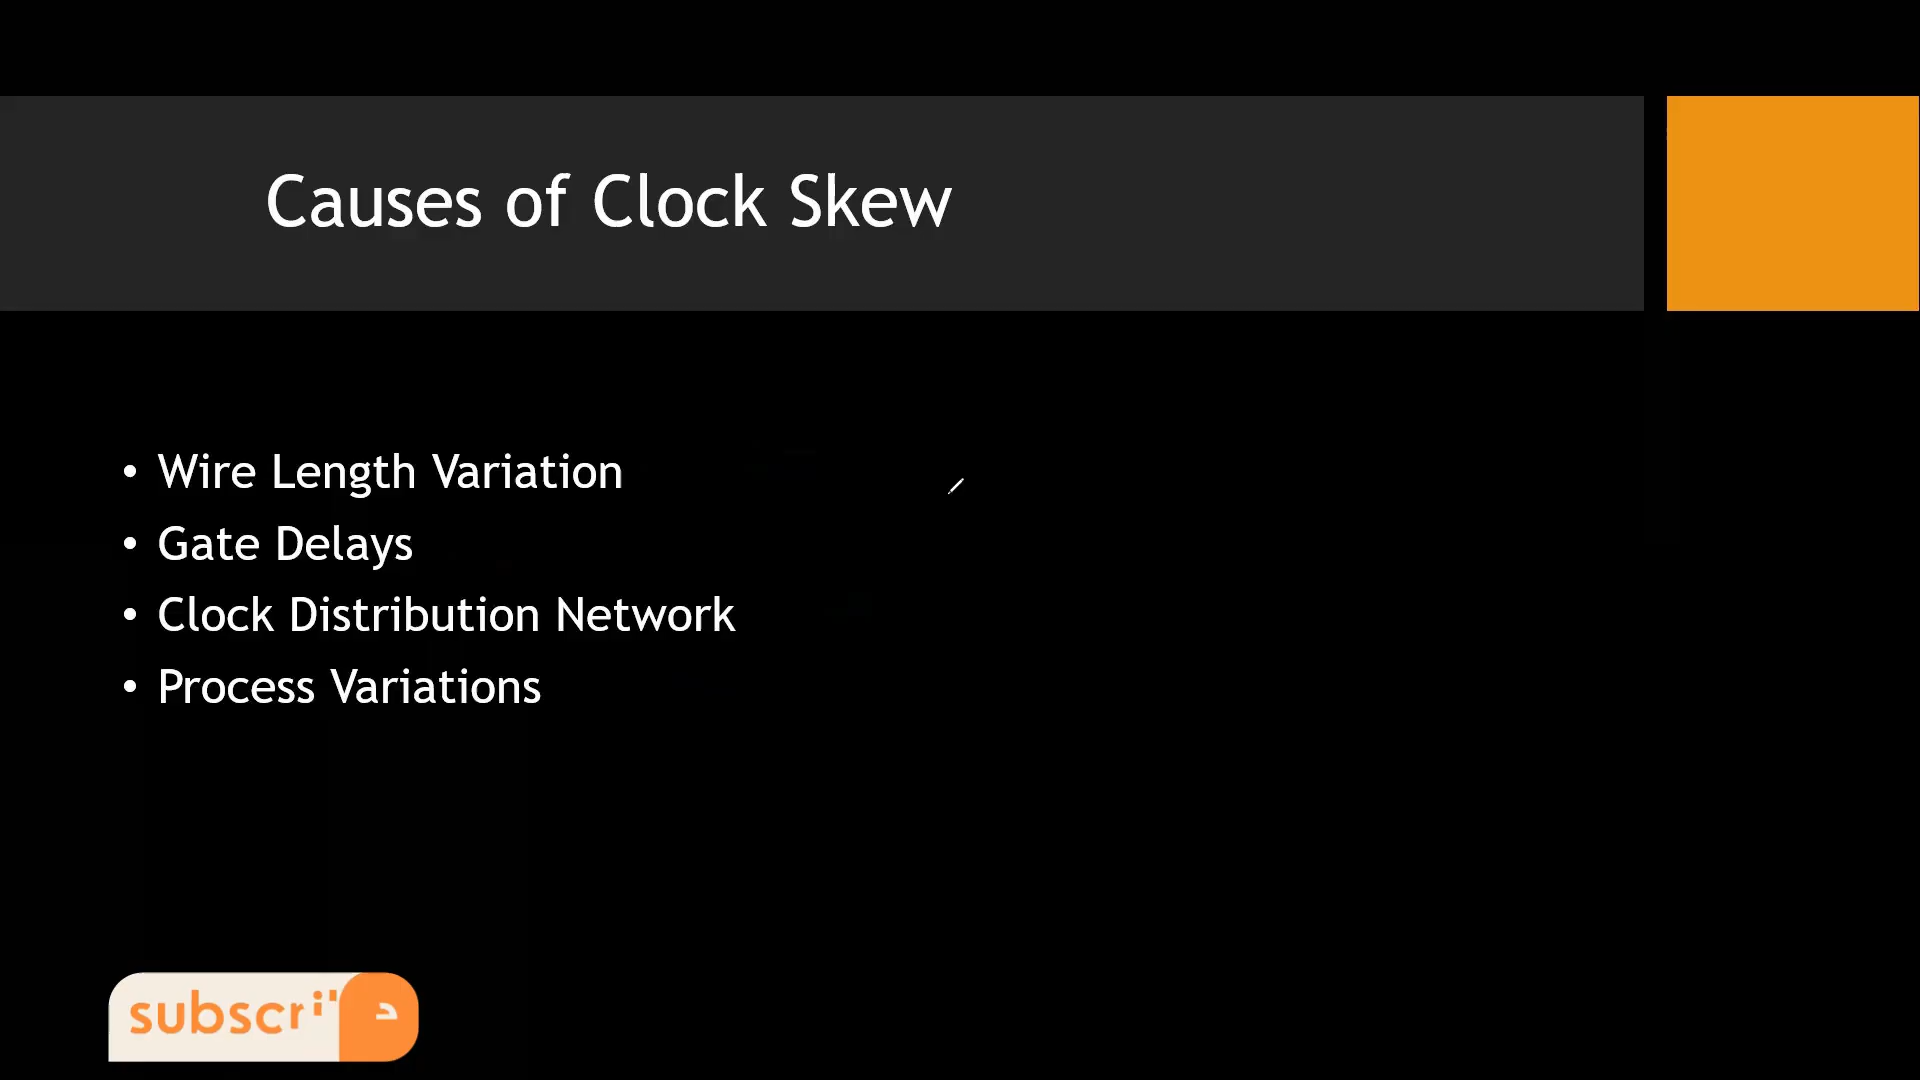 Causes of Clock Skew
• Wire Length Variation
• Gate Delays
• Clock Distribution Network
• Process Variations